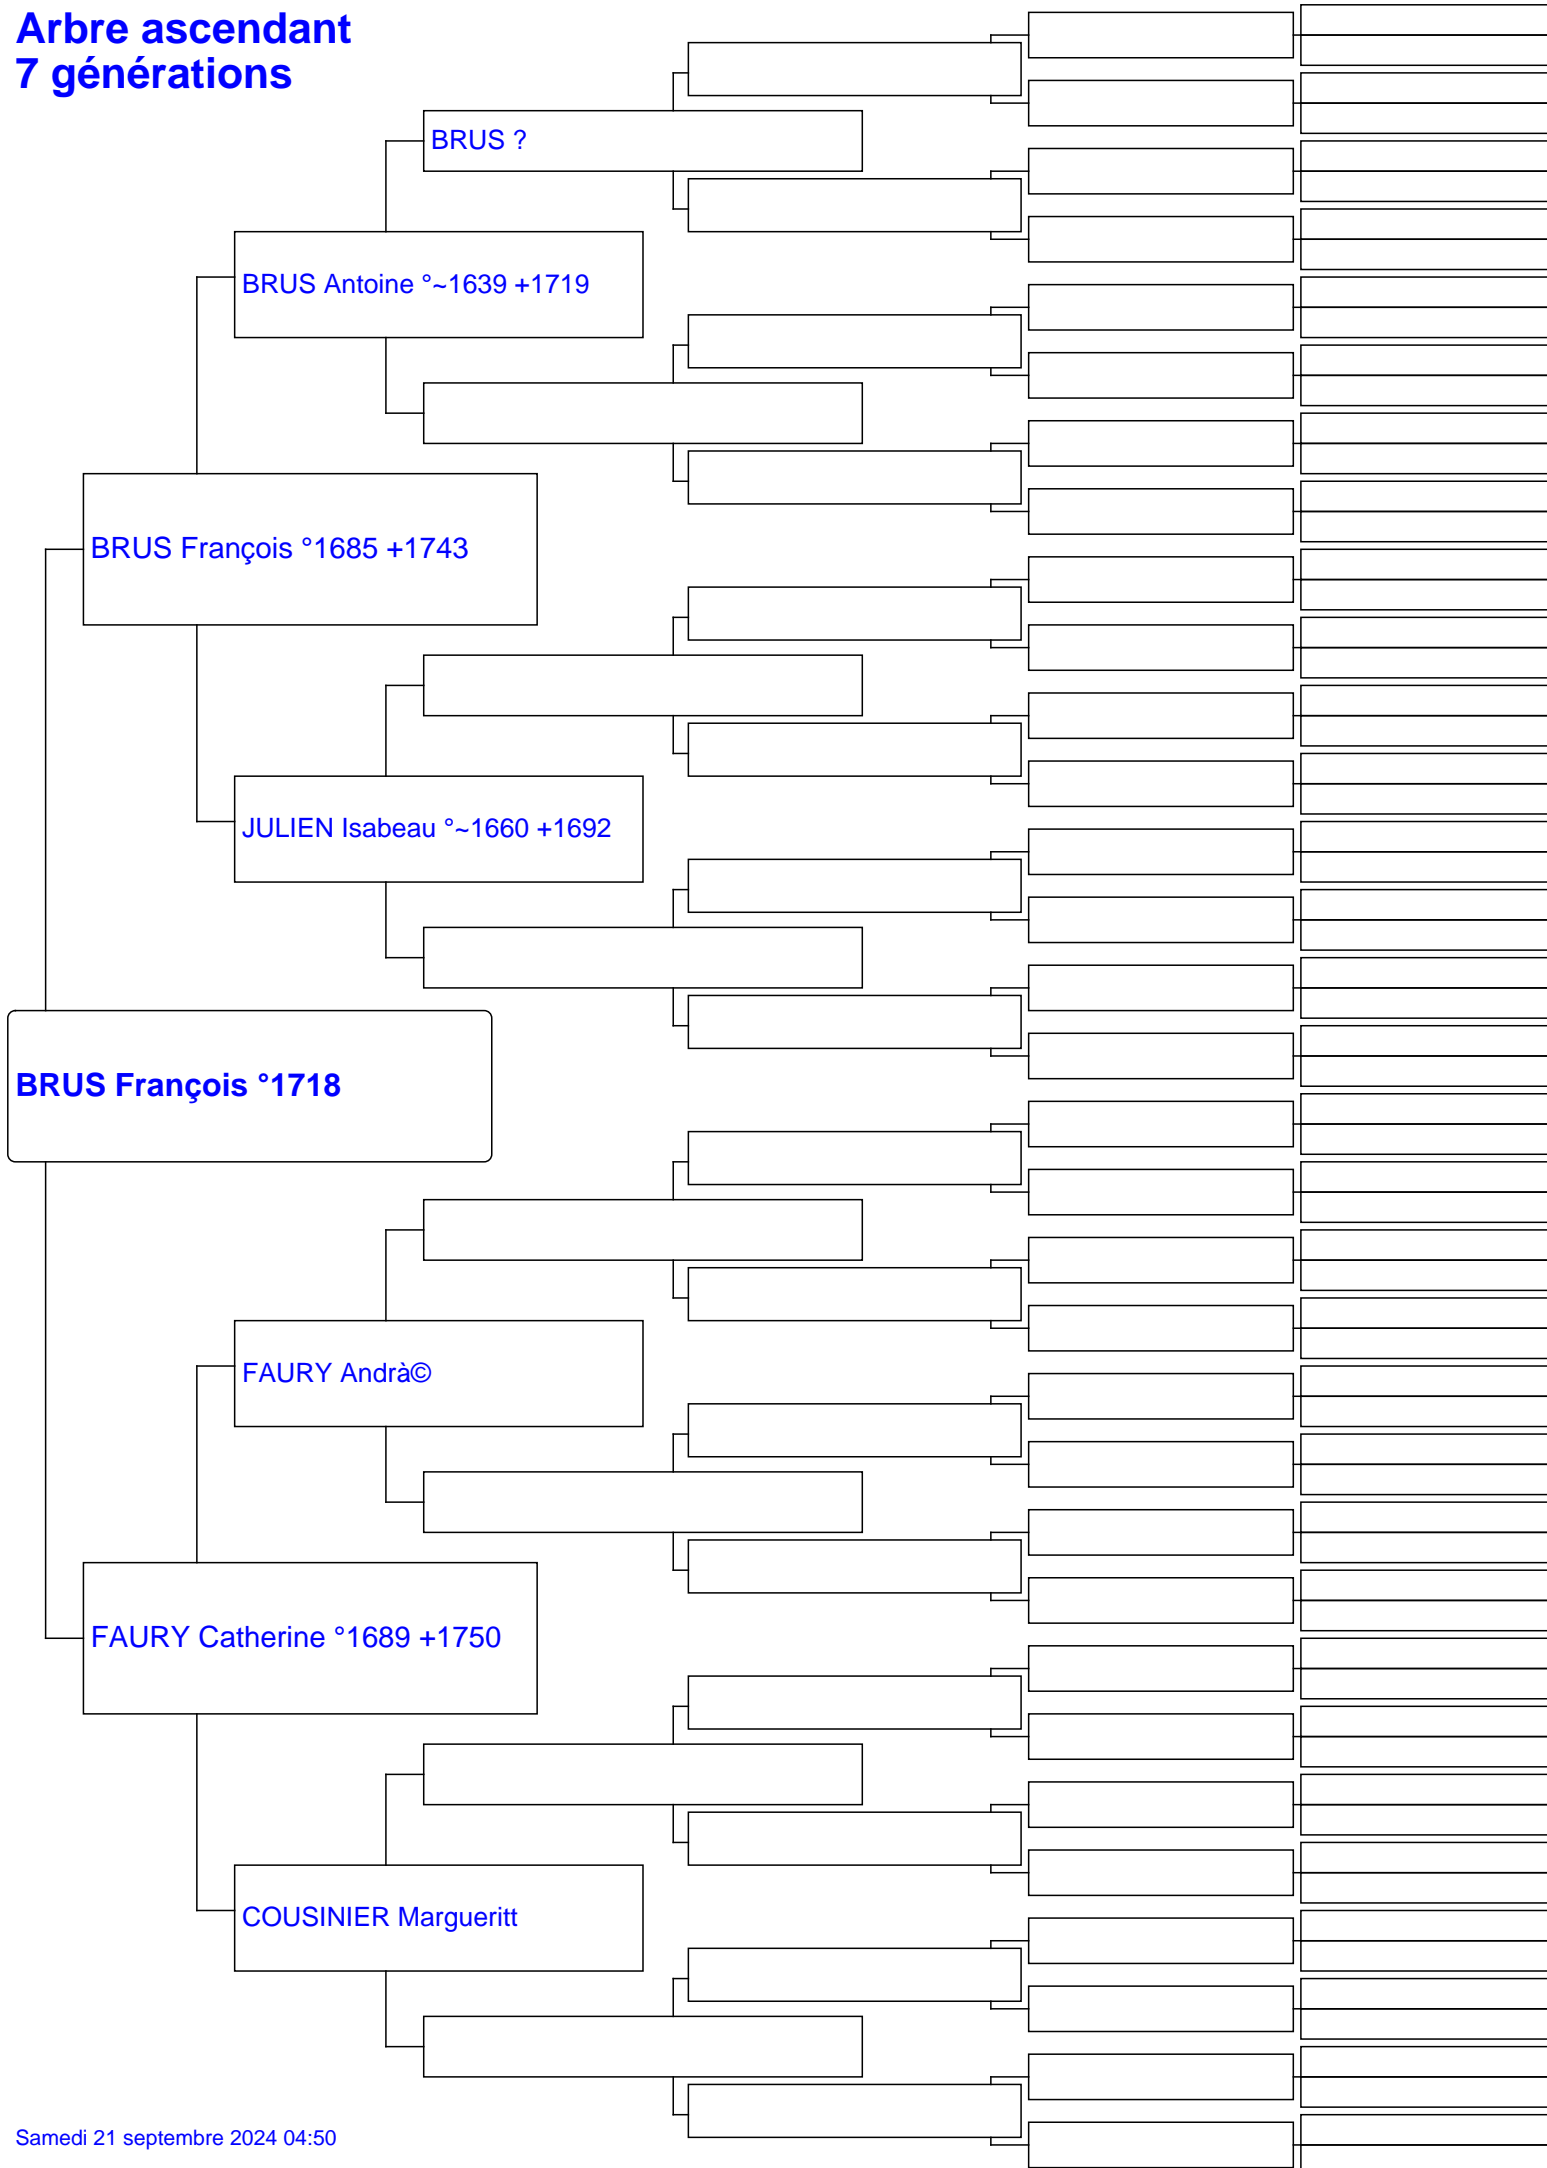 Arbre ascendant
7 générations
BRUS ?
BRUS Antoine °~1639 +1719
BRUS François °1685 +1743
JULIEN Isabeau °~1660 +1692
BRUS François °1718
FAURY Andrà©
FAURY Catherine °1689 +1750
COUSINIER Margueritt
Samedi 21 septembre 2024 04:50